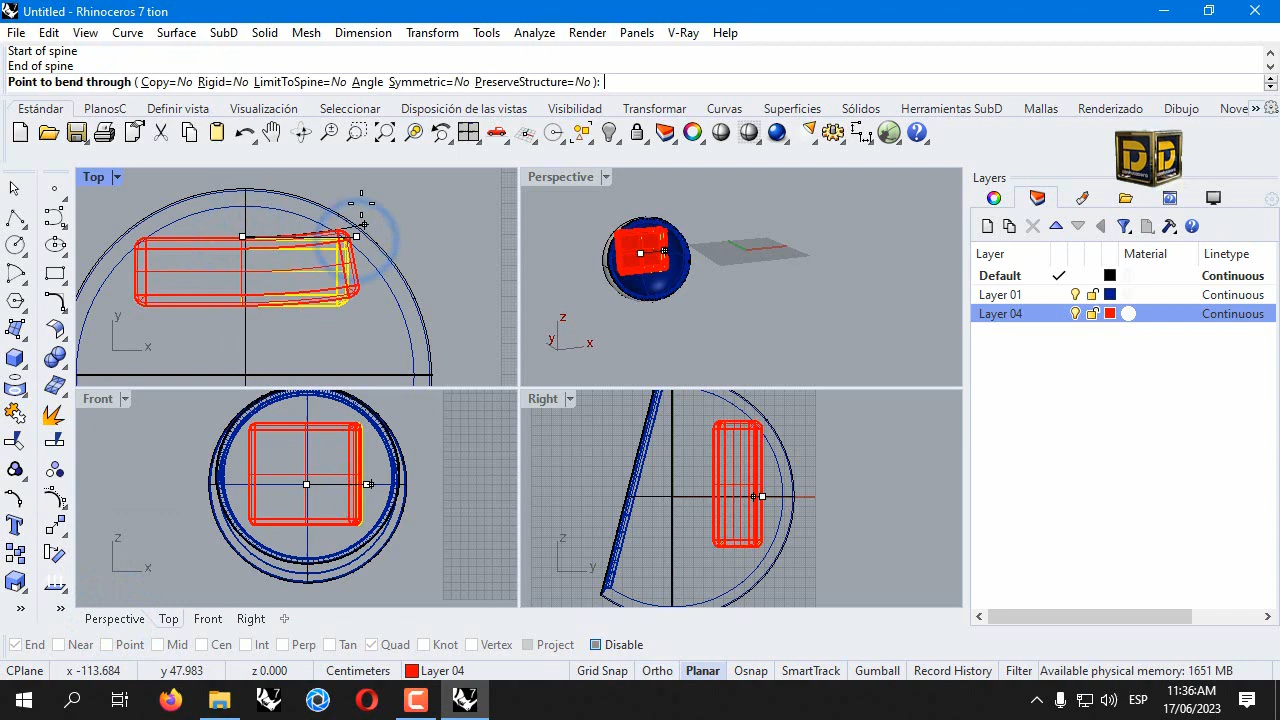 Untitled - Rhinoceros 7 tion
File Edit View Curve Surface SubD Solid Mesh Dimension Transform Tools Analyze Render Panels V-Ray Help
Start of spine
End of spine
Point to bend through ( Copy=No Rigid=No LimitToSpine=No Angle Symmetric=No PreserveStructure=No ):
Estándar PlanosC Definir vista Visualización Seleccionar Disposición de las vistas Visibilidad Transformar Curvas Superficies Sólidos Herramientas SubD Mallas Renderizado Dibujo Nove »
Top
y
x
Perspective
z
y x
Front
z
x
Right
z
y
Layers
Layer Material Linetype
Default Continuous
Layer 01 Continuous
Layer 04 Continuous
» »
Perspective Top Front Right
End Near Point Mid Cen Int Perp Tan Quad Knot Vertex Project Disable
CPlane x -113.684 y 47.983 z 0.000 Centimeters Layer 04 Grid Snap Ortho Planar Osnap SmartTrack Gumball Record History Filter Available physical memory: 1651 MB
ESP
11:36AM
17/06/2023